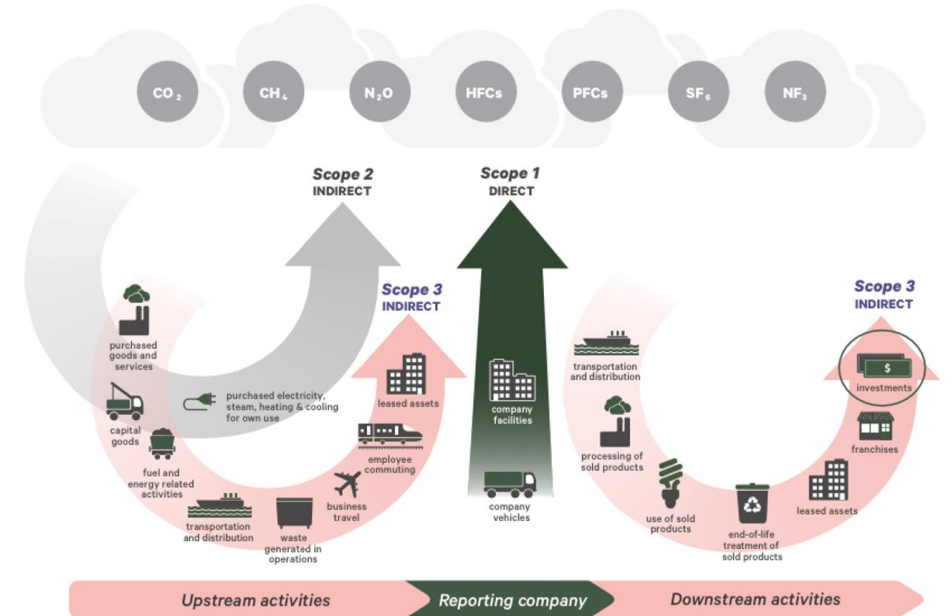 CO₂
CH₄
N₂O
HFCs
PFCs
SF₆
NF₃
Scope 2
INDIRECT
Scope 1
DIRECT
Scope 3
INDIRECT
Scope 3
INDIRECT
purchased
goods and
services
capital
goods
fuel and
energy related
activities
purchased electricity,
steam, heating & cooling
for own use
transportation
and distribution
waste
generated in
operations
business
travel
employee
commuting
leased assets
company
facilities
company
vehicles
transportation
and distribution
processing of
sold products
use of sold
products
end-of-life
treatment of
sold products
leased assets
franchises
$
investments
Upstream activities
Reporting company
Downstream activities